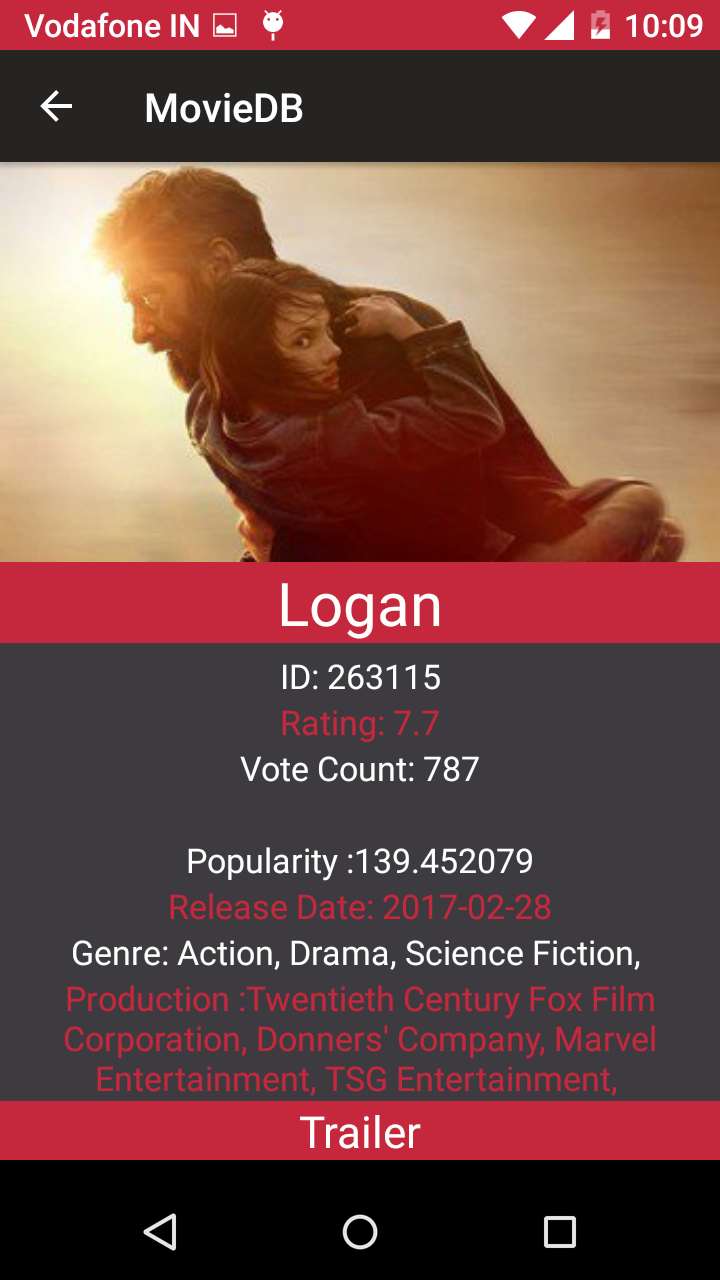 Vodafone IN 10:09
MovieDB
Logan
ID: 263115
Rating: 7.7
Vote Count: 787
Popularity :139.452079
Release Date: 2017-02-28
Genre: Action, Drama, Science Fiction,
Production :Twentieth Century Fox Film
Corporation, Donners' Company, Marvel
Entertainment, TSG Entertainment,
Trailer